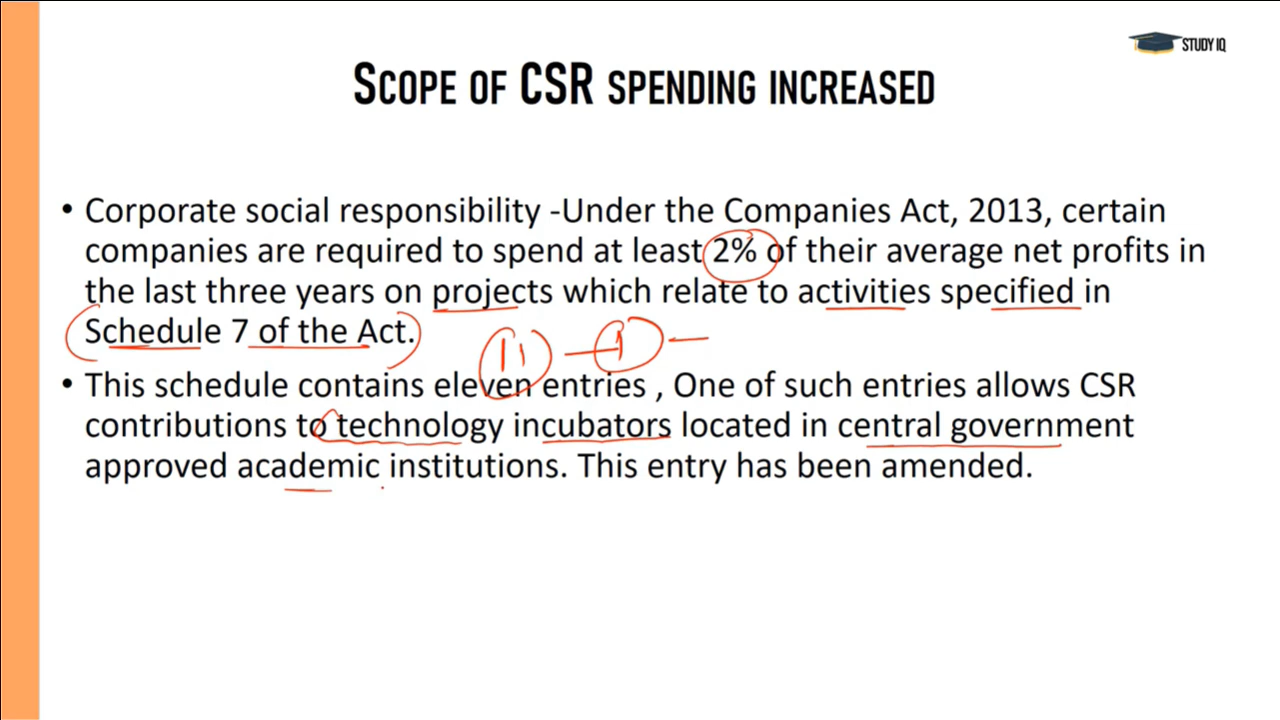 STUDY IQ
SCOPE OF CSR SPENDING INCREASED
• Corporate social responsibility -Under the Companies Act, 2013, certain
companies are required to spend at least 2% of their average net profits in
the last three years on projects which relate to activities specified in
Schedule 7 of the Act.
11 1
• This schedule contains eleven entries , One of such entries allows CSR
contributions to technology incubators located in central government
approved academic institutions. This entry has been amended.